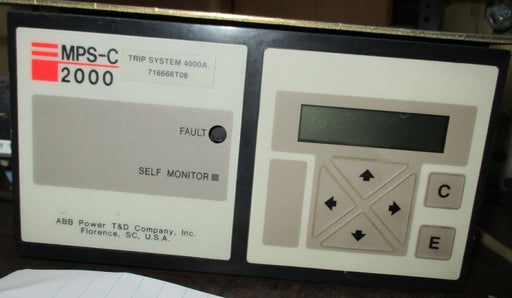 MPS-C
2000
TRIP SYSTEM 4000A
716666T08
FAULT
SELF MONITOR
ABB Power T&D Company, Inc.
Florence, SC, U.S.A.
C
E